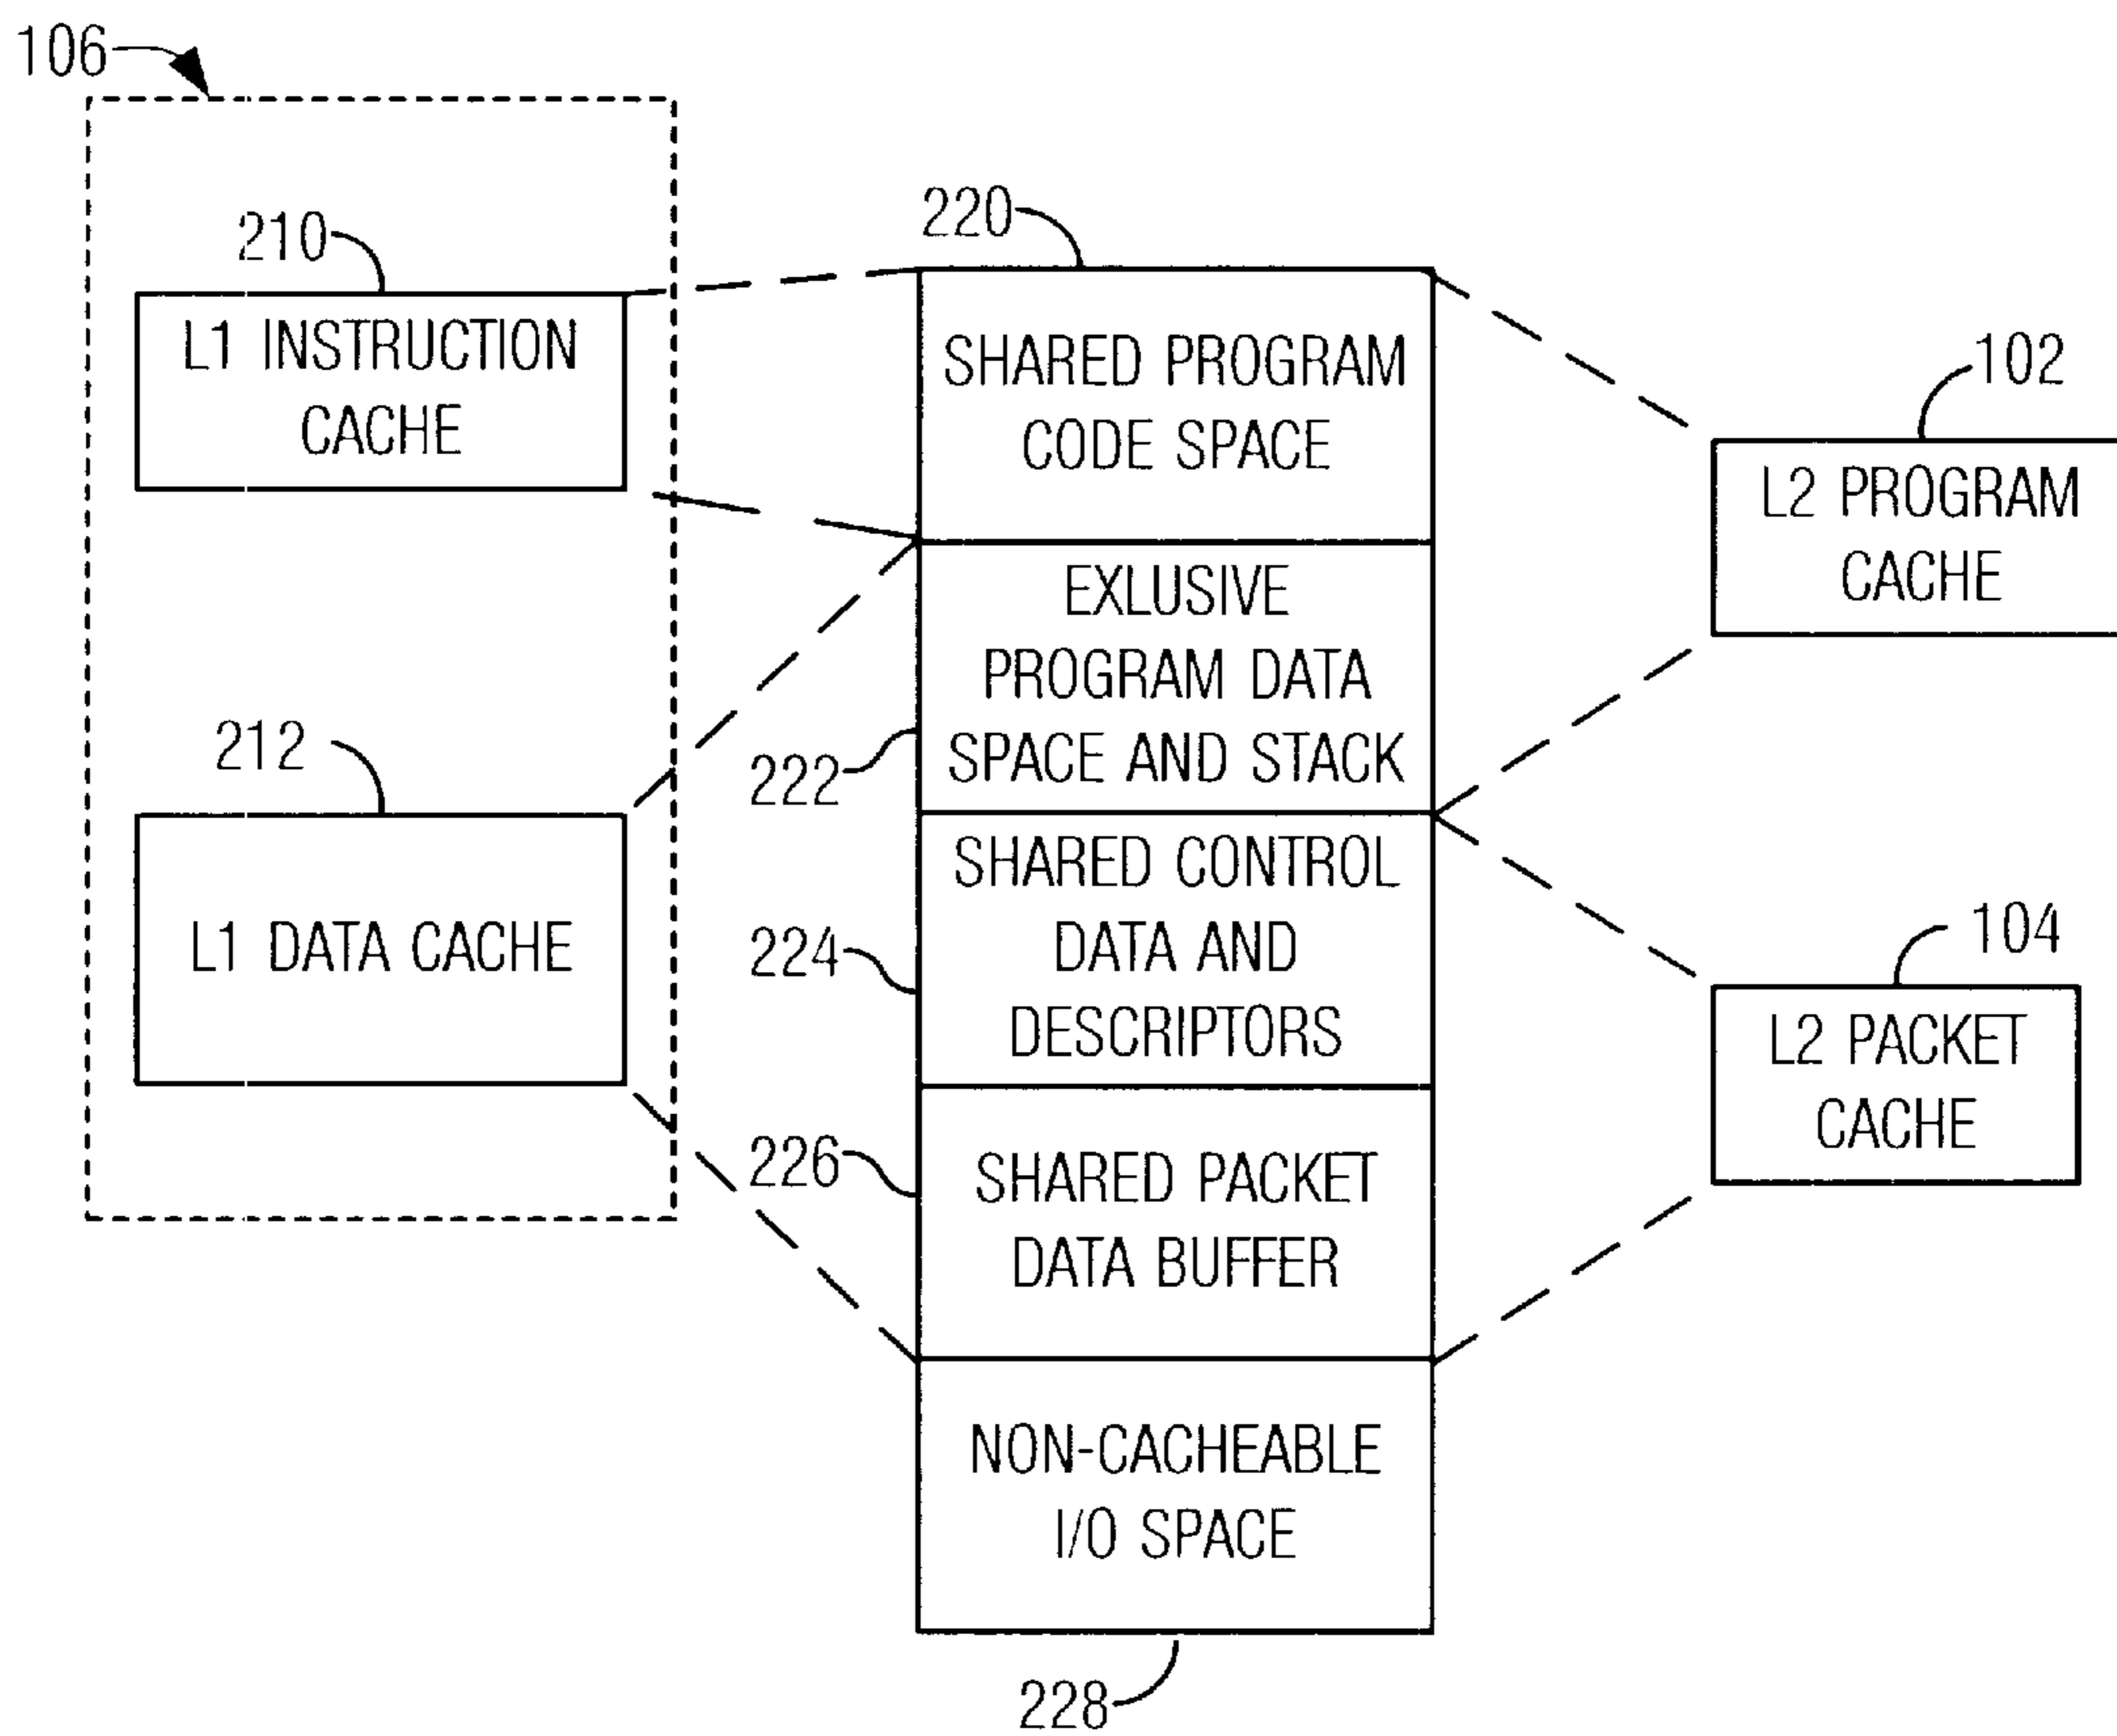 106
210
L1 INSTRUCTION
CACHE
212
L1 DATA CACHE
220
SHARED PROGRAM
CODE SPACE
EXLUSIVE
PROGRAM DATA
SPACE AND STACK
222
SHARED CONTROL
DATA AND
DESCRIPTORS
224
SHARED PACKET
DATA BUFFER
226
NON-CACHEABLE
I/O SPACE
228
102
L2 PROGRAM
CACHE
104
L2 PACKET
CACHE